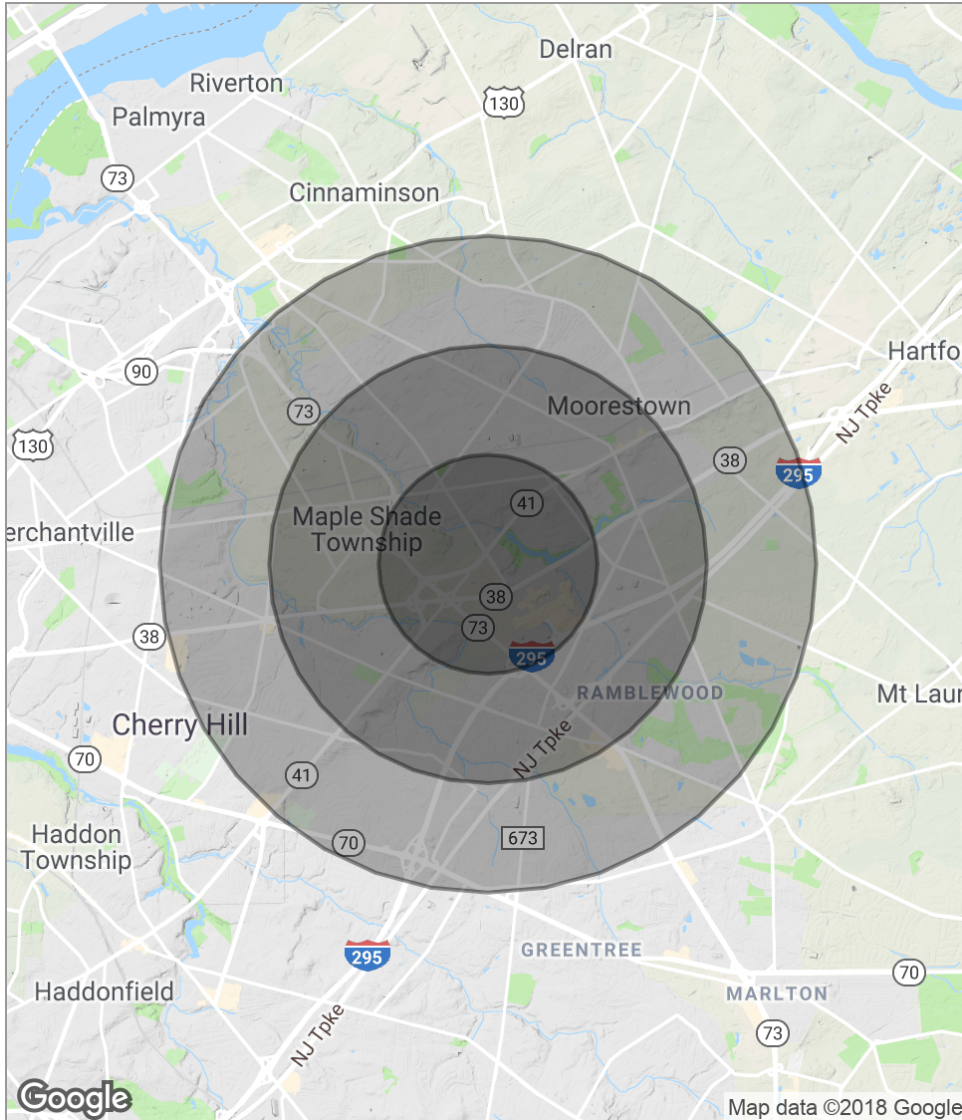 Delran
Riverton
130
Palmyra
73
Cinnaminson
Hartfo
90
NJ Tpke
Moorestown
73
130
38
295
41
erchantville
Maple Shade
Township
38
73
38
295
RAMBLEWOOD
Mt Laur
Cherry Hill
NJ Tpke
70
41
673
70
Haddon
Township
GREENTREE
295
70
Haddonfield
MARLTON
73
NJ Tpke
Google
Map data ©2018 Google